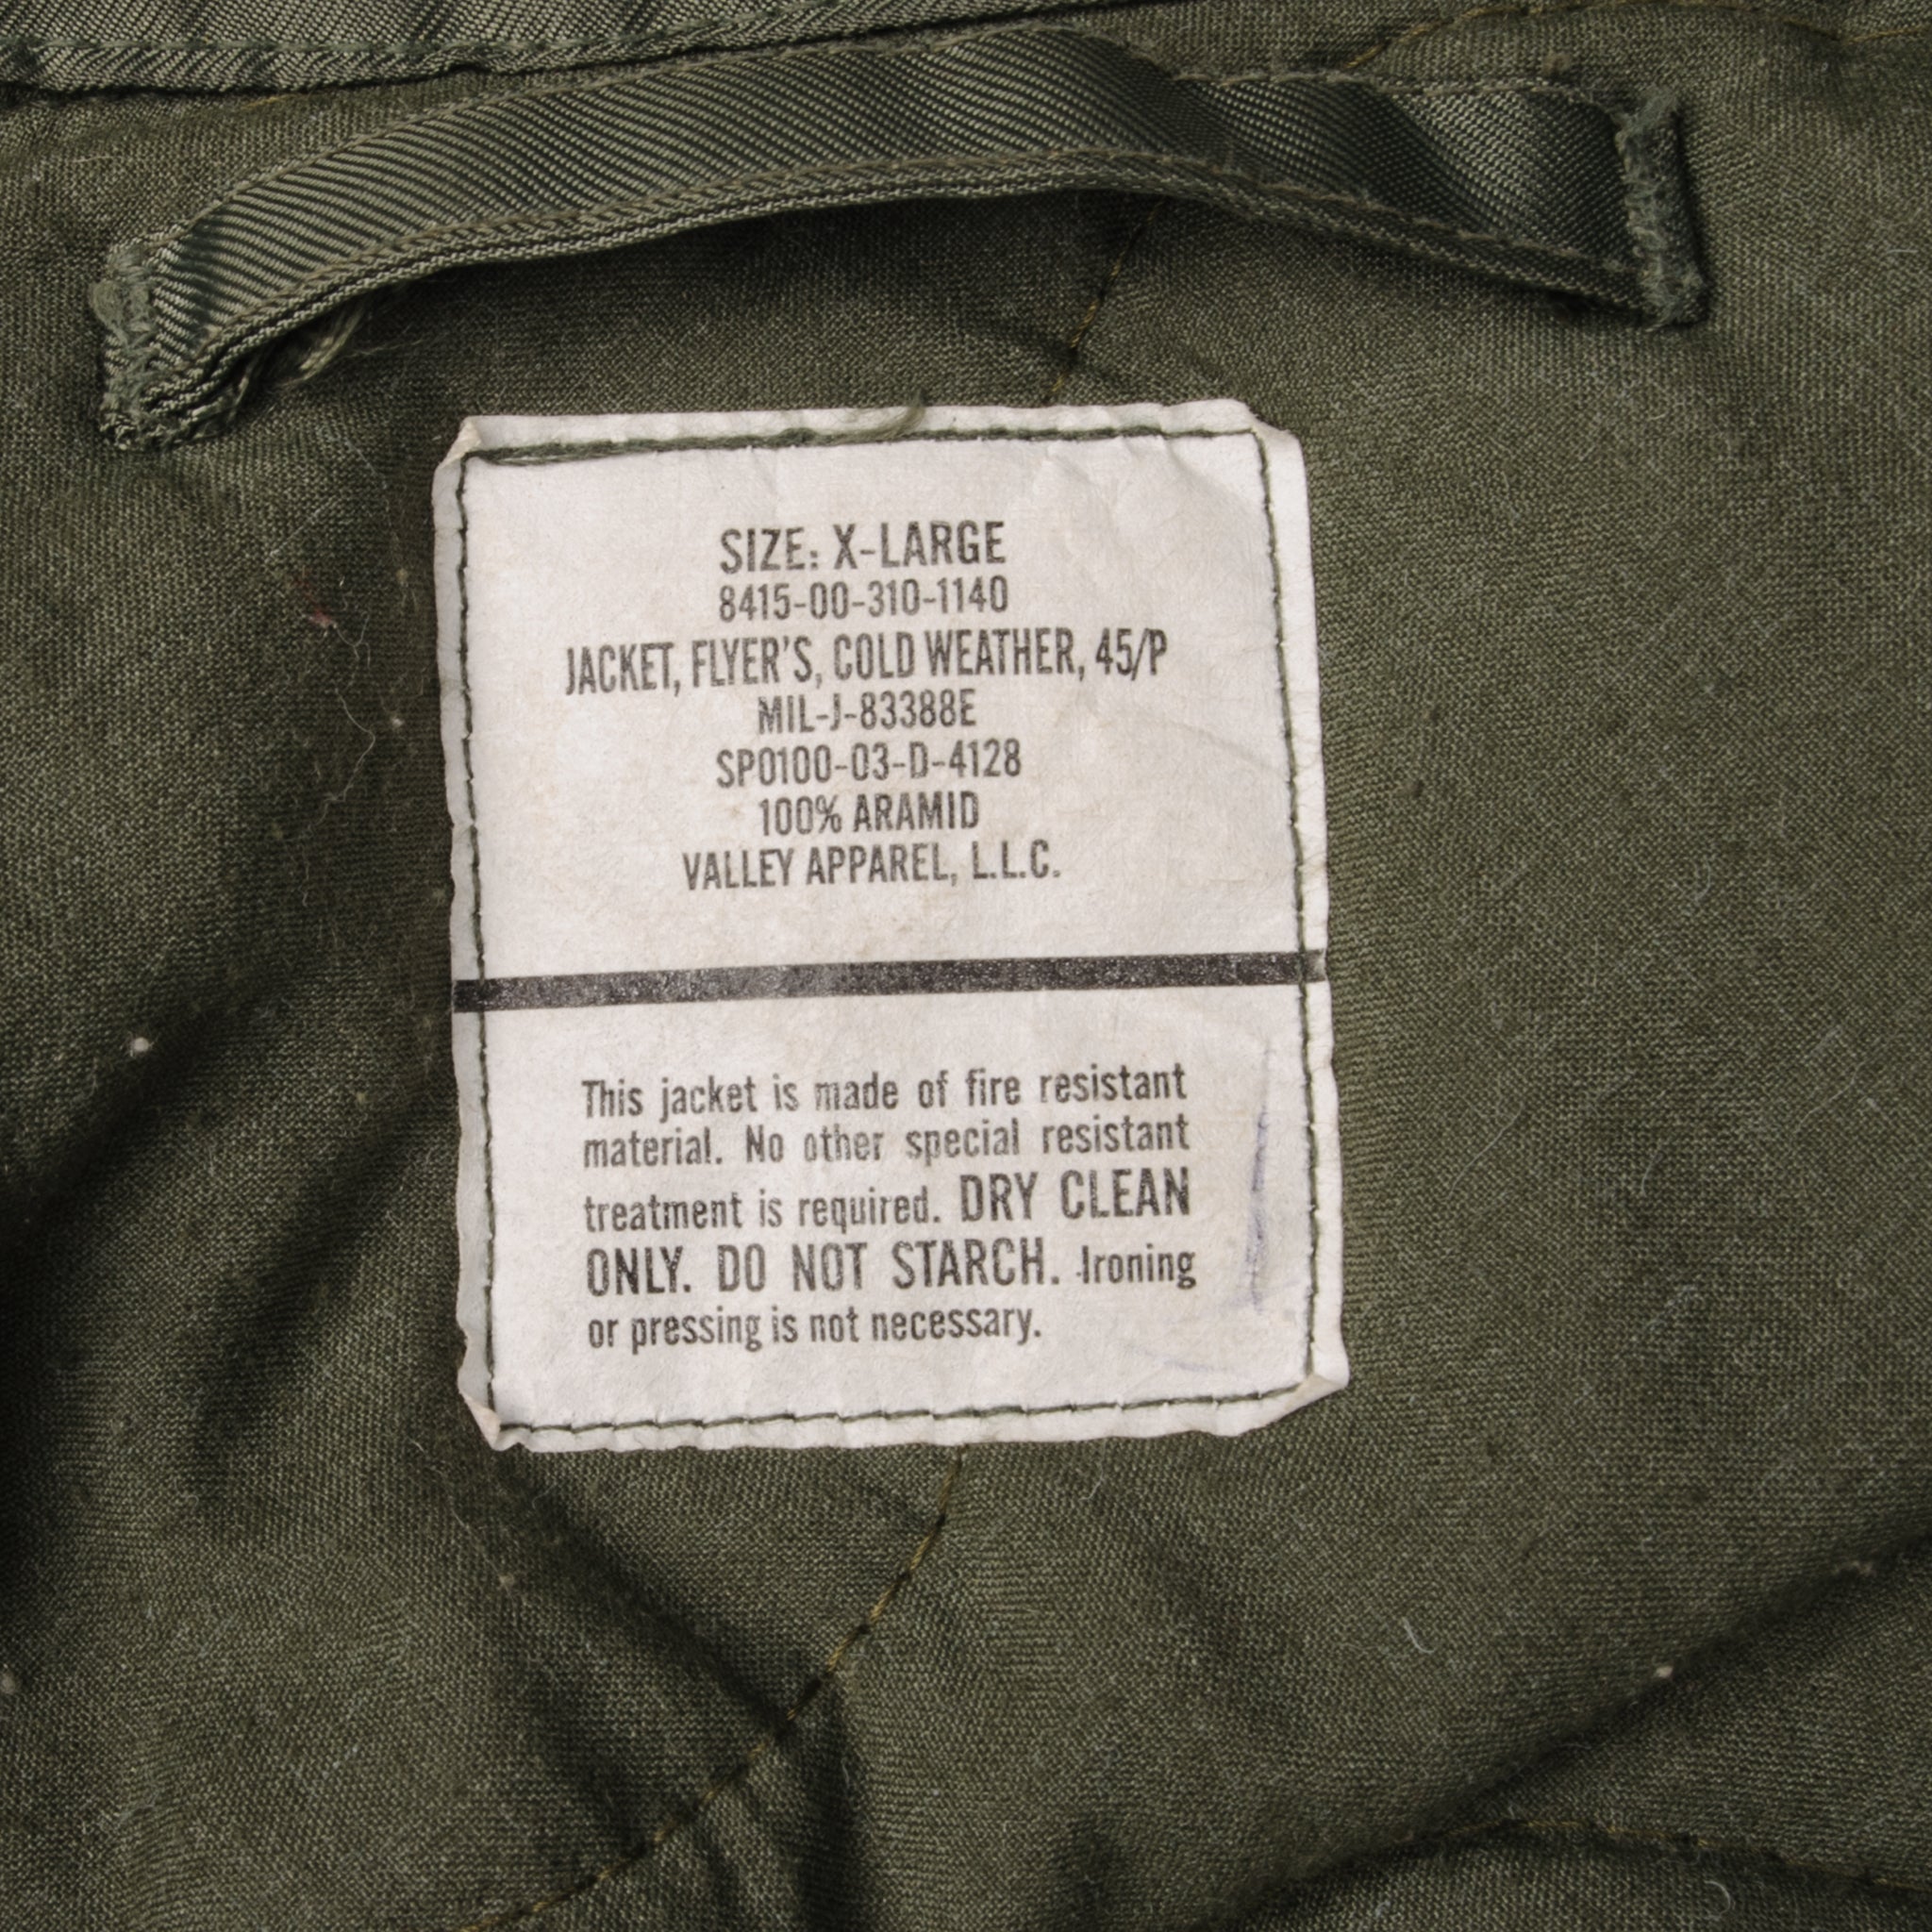 SIZE: X-LARGE
8415-00-310-1140
JACKET, FLYER'S, COLD WEATHER, 45/P
MIL-J-83388E
SP0100-03-D-4128
100% ARAMID
VALLEY APPAREL, L.L.C.
This jacket is made of fire resistant
material. No other special resistant
treatment is required. DRY CLEAN
ONLY. DO NOT STARCH. Ironing
or pressing is not necessary.